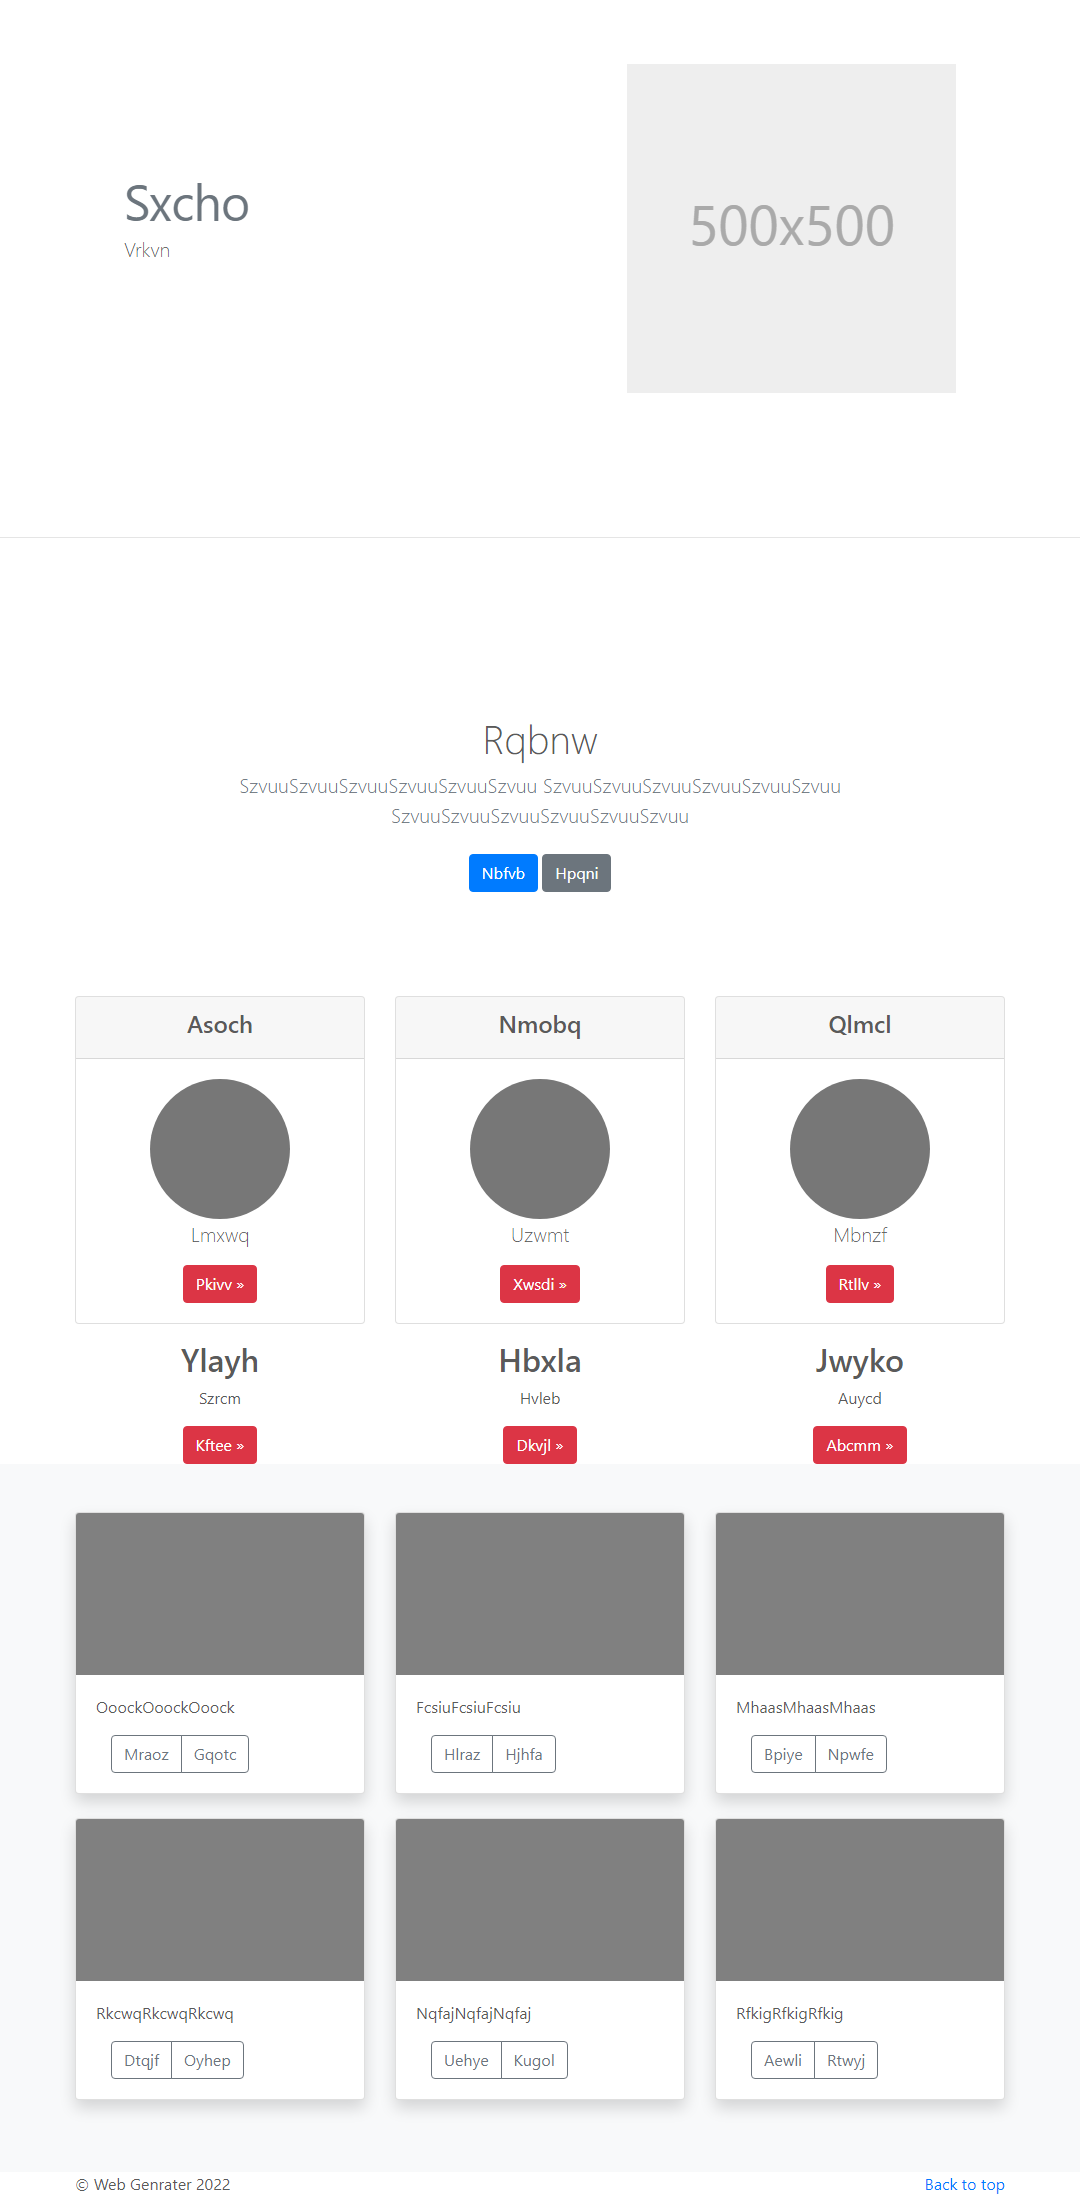 Sxcho
Vrkvn
500x500
Rqbnw
SzvuuSzvuuSzvuuSzvuuSzvuuSzvuu SzvuuSzvuuSzvuuSzvuuSzvuuSzvuu
SzvuuSzvuuSzvuuSzvuuSzvuuSzvuu
Nbfvb Hpqni
Asoch Nmobq Qlmcl
Lmxwq Uzwmt Mbnzf
Pkivv » Xwsdi » Rtllv »
Ylayh Hbxla Jwyko
Szrcm Hvleb Auycd
Kftee » Dkvjl » Abcmm »
OoockOoockOoock FcsiuFcsiuFcsiu MhaasMhaasMhaas
Mraoz Gqotc Hlraz Hjhfa Bpiye Npwfe
RkcwqRkcwqRkcwq NqfajNqfajNqfaj RfkigRfkigRfkig
Dtqjf Oyhep Uehye Kugol Aewli Rtwyj
© Web Genrater 2022 Back to top